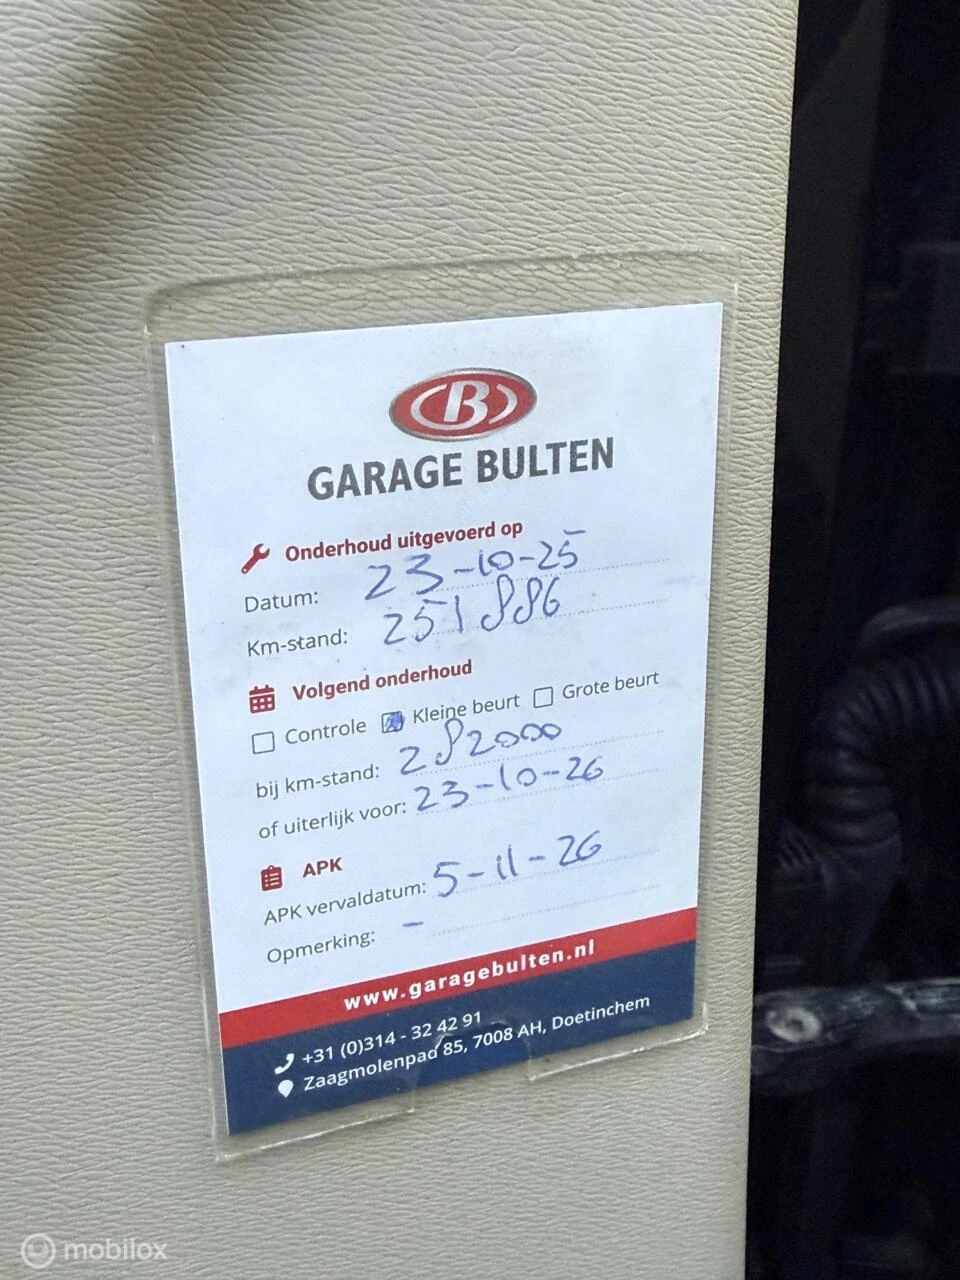 B
GARAGE BULTEN
Onderhoud uitgevoerd op
Datum: 23-10-25
Km-stand: 251886
Volgend onderhoud
Controle Kleine beurt Grote beurt
bij km-stand: 282000
of uiterlijk voor: 23-10-26
APK
APK vervaldatum: 5-11-26
Opmerking: -
www.garagebulten.nl
+31 (0)314 - 32 42 91
Zaagmolenpad 85, 7008 AH, Doetinchem
mobilox